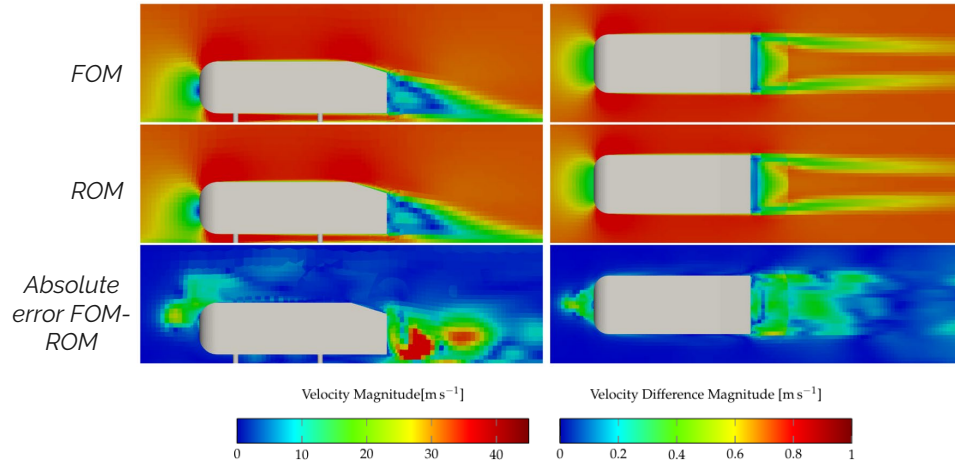 FOM
ROM
Absolute
error FOM-
ROM
Velocity Magnitude[m s⁻¹]
Velocity Difference Magnitude [m s⁻¹]
0 10 20 30 40
0 0.2 0.4 0.6 0.8 1